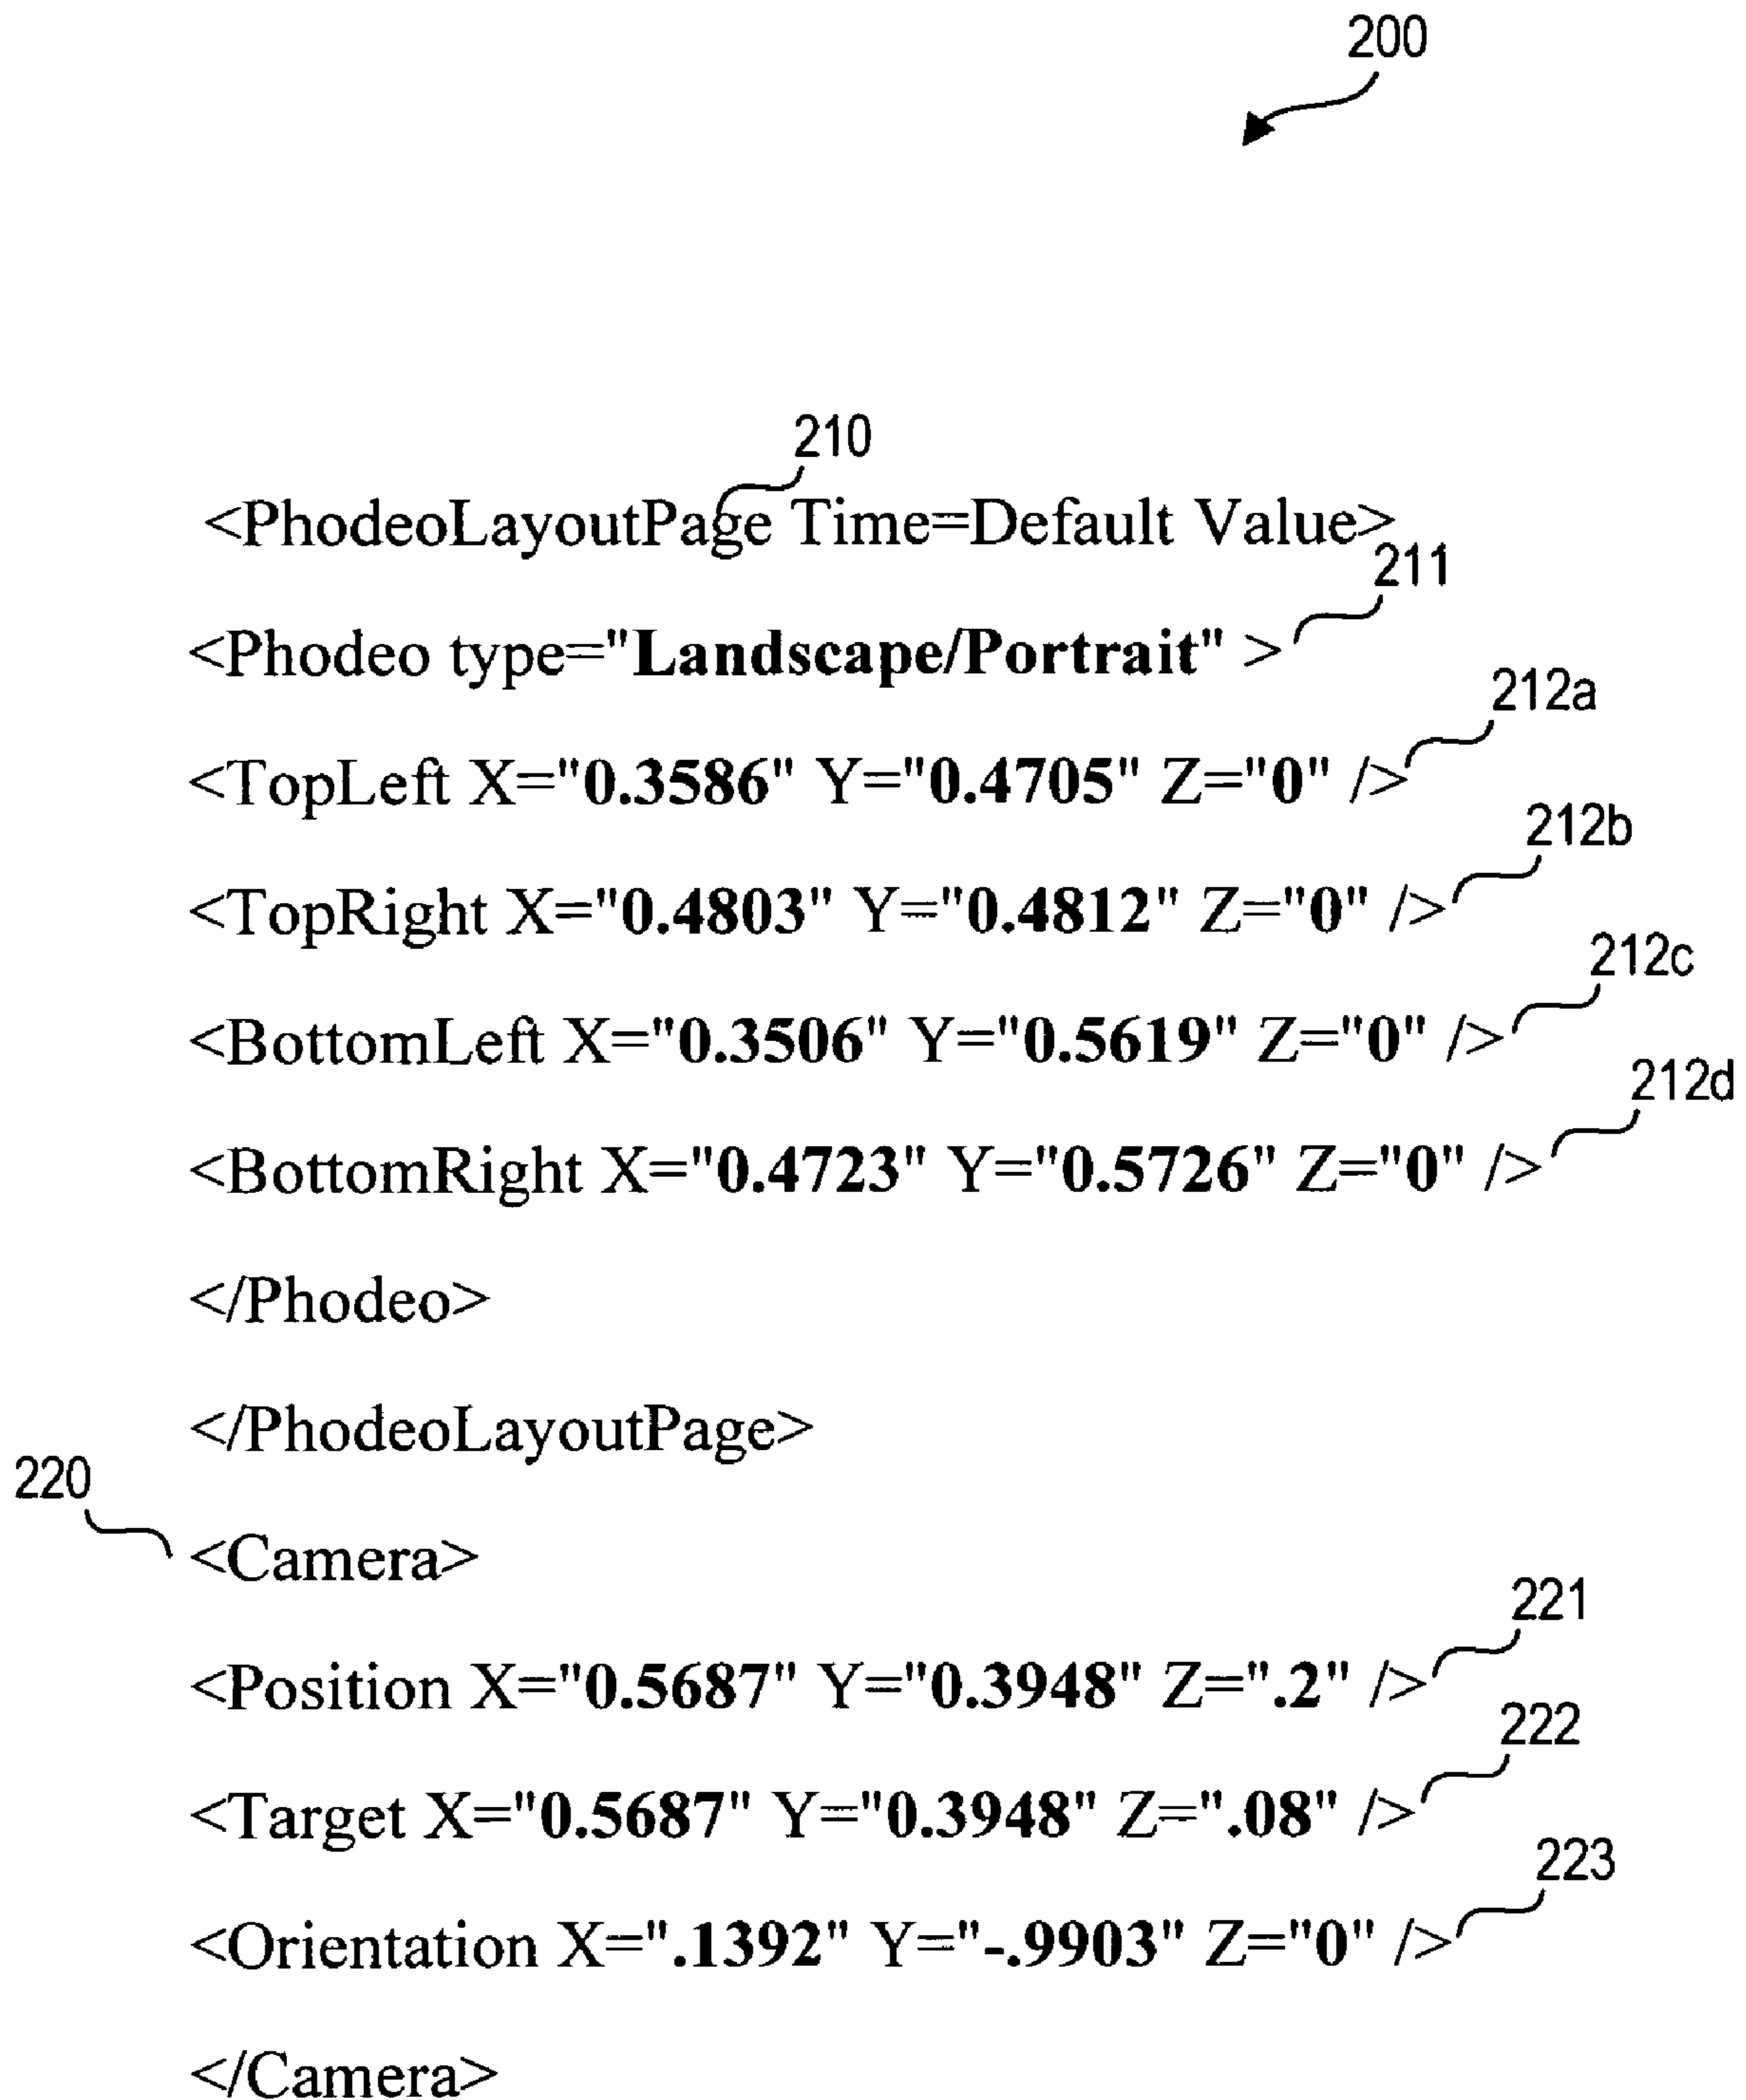 200
210
<PhodeoLayoutPage Time=Default Value>
211
<Phodeo type="Landscape/Portrait" >
212a
<TopLeft X="0.3586" Y="0.4705" Z="0" />
212b
<TopRight X="0.4803" Y="0.4812" Z="0" />
212c
<BottomLeft X="0.3506" Y="0.5619" Z="0" />
212d
<BottomRight X="0.4723" Y="0.5726" Z="0" />
</Phodeo>
</PhodeoLayoutPage>
220
<Camera>
221
<Position X="0.5687" Y="0.3948" Z=".2" />
222
<Target X="0.5687" Y="0.3948" Z=".08" />
223
<Orientation X=".1392" Y="-.9903" Z="0" />
</Camera>